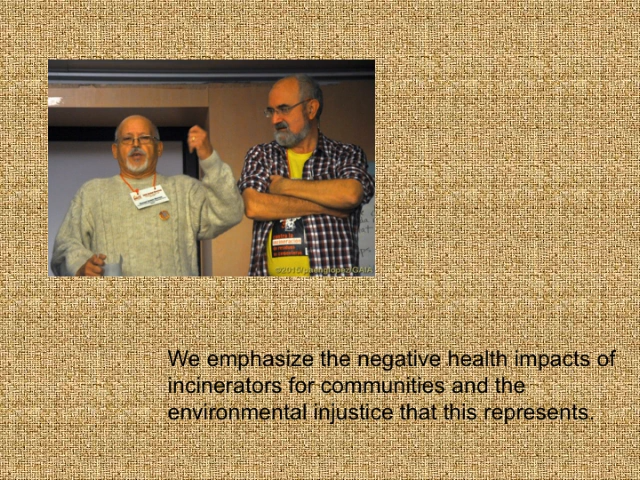 We emphasize the negative health impacts of
incinerators for communities and the
environmental injustice that this represents.